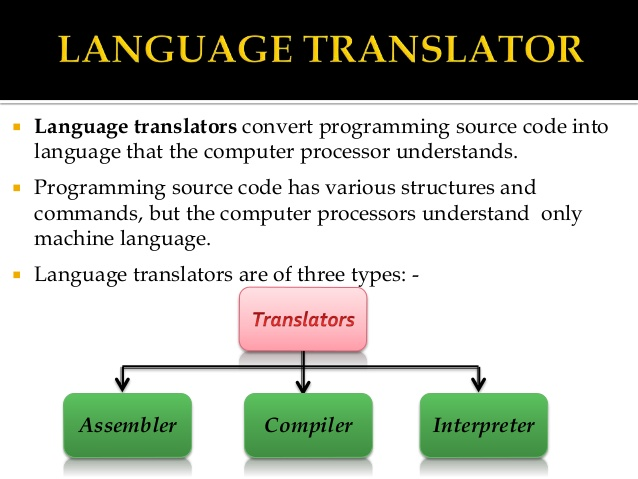 LANGUAGE TRANSLATOR
Language translators convert programming source code into
language that the computer processor understands.
Programming source code has various structures and
commands, but the computer processors understand only
machine language.
Language translators are of three types: -
Translators
Assembler Compiler Interpreter